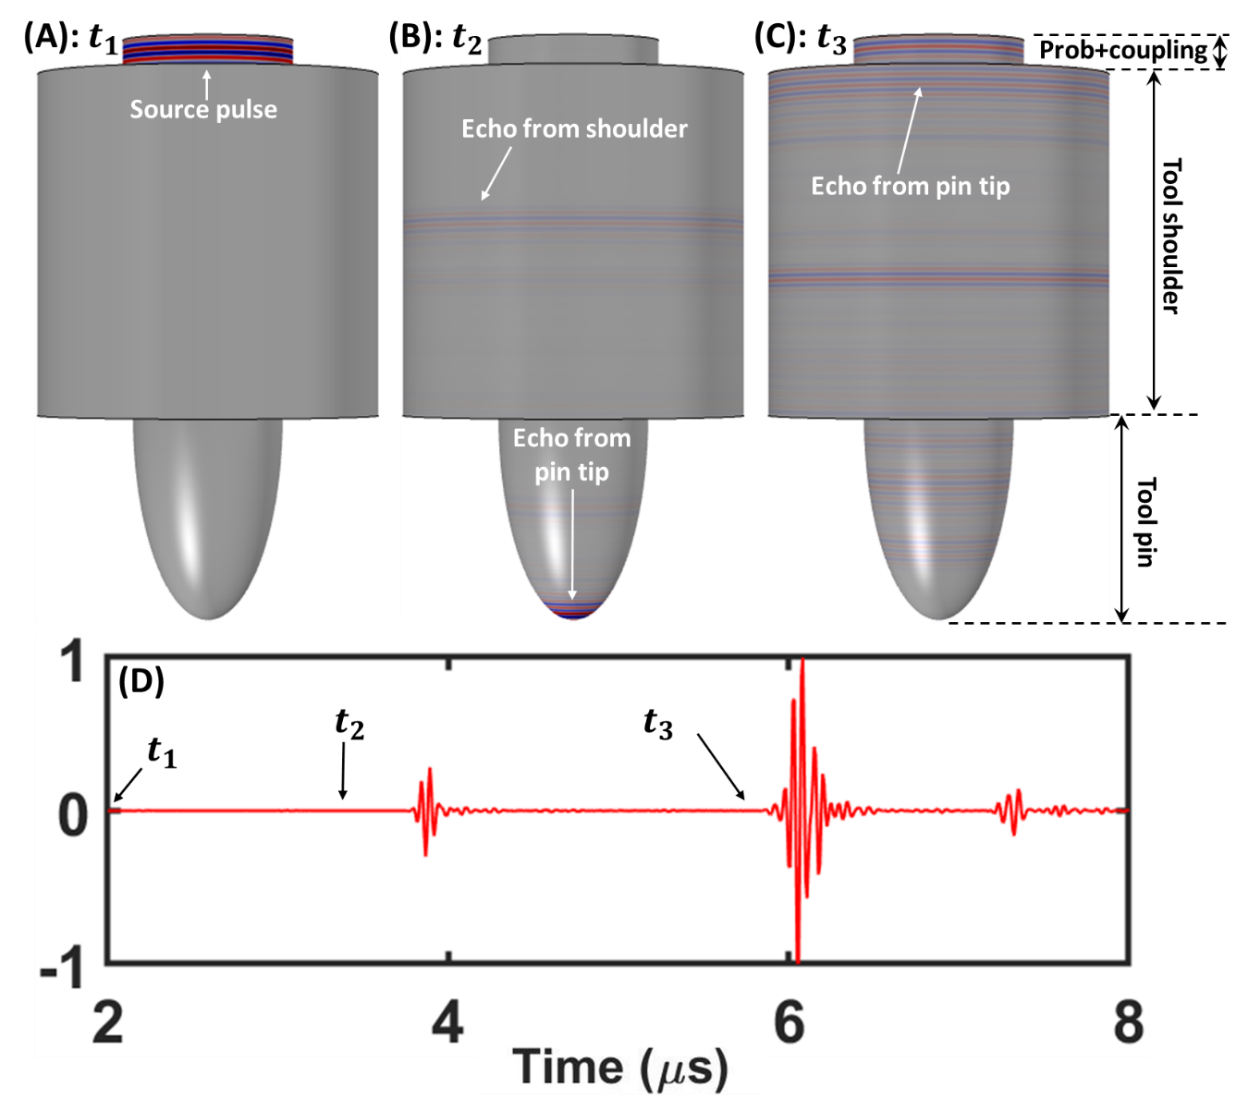 (A): t₁
(B): t₂
(C): t₃
Prob+coupling
Source pulse
Echo from shoulder
Echo from pin tip
Tool shoulder
Echo from
pin tip
Tool pin
1
(D)
t₁
t₂
t₃
0
-1
2
4
6
8
Time (μs)